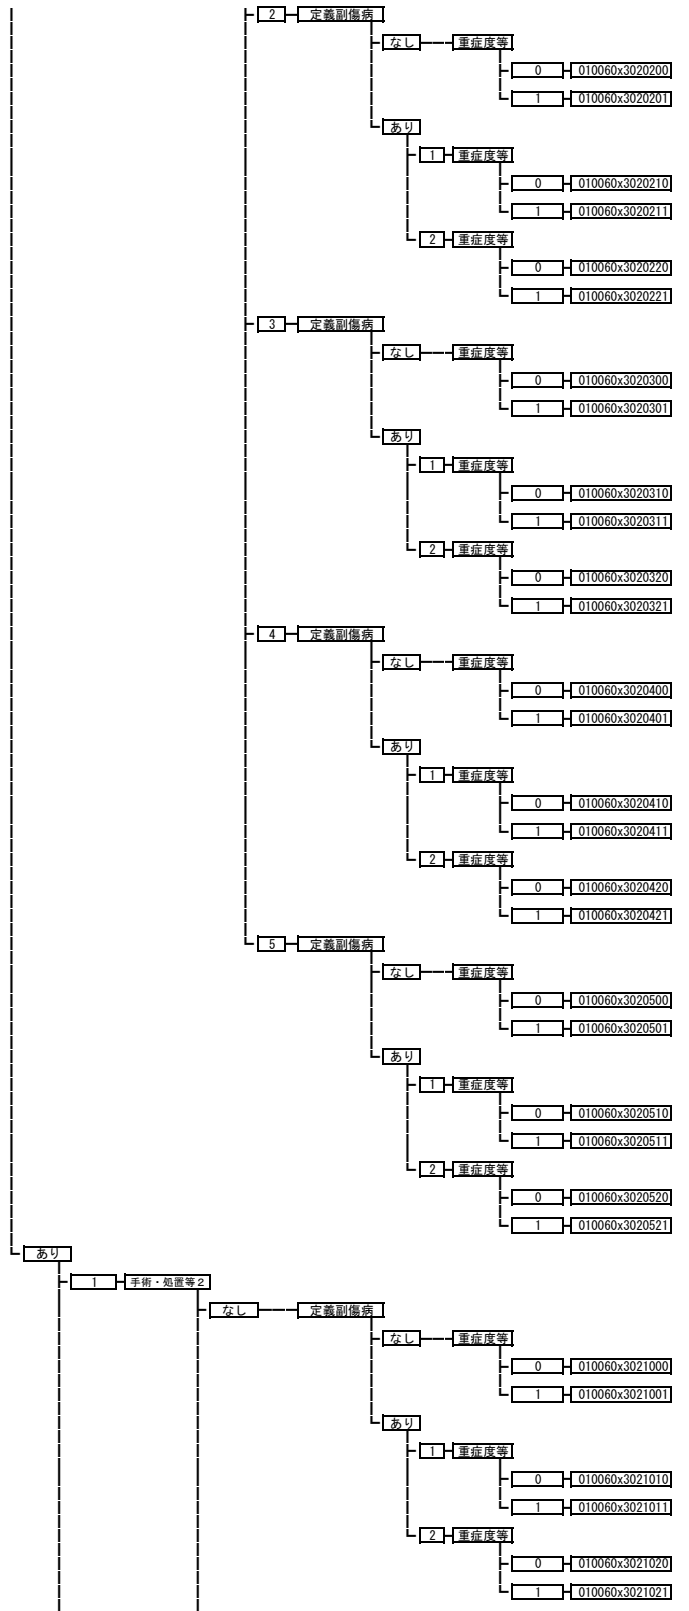 2 定義副傷病
なし 重症度等
0 010060x3020200
1 010060x3020201
あり
1 重症度等
0 010060x3020210
1 010060x3020211
2 重症度等
0 010060x3020220
1 010060x3020221
3 定義副傷病
なし 重症度等
0 010060x3020300
1 010060x3020301
あり
1 重症度等
0 010060x3020310
1 010060x3020311
2 重症度等
0 010060x3020320
1 010060x3020321
4 定義副傷病
なし 重症度等
0 010060x3020400
1 010060x3020401
あり
1 重症度等
0 010060x3020410
1 010060x3020411
2 重症度等
0 010060x3020420
1 010060x3020421
5 定義副傷病
なし 重症度等
0 010060x3020500
1 010060x3020501
あり
1 重症度等
0 010060x3020510
1 010060x3020511
2 重症度等
0 010060x3020520
1 010060x3020521
あり
1 手術・処置等２
なし 定義副傷病
なし 重症度等
0 010060x3021000
1 010060x3021001
あり
1 重症度等
0 010060x3021010
1 010060x3021011
2 重症度等
0 010060x3021020
1 010060x3021021